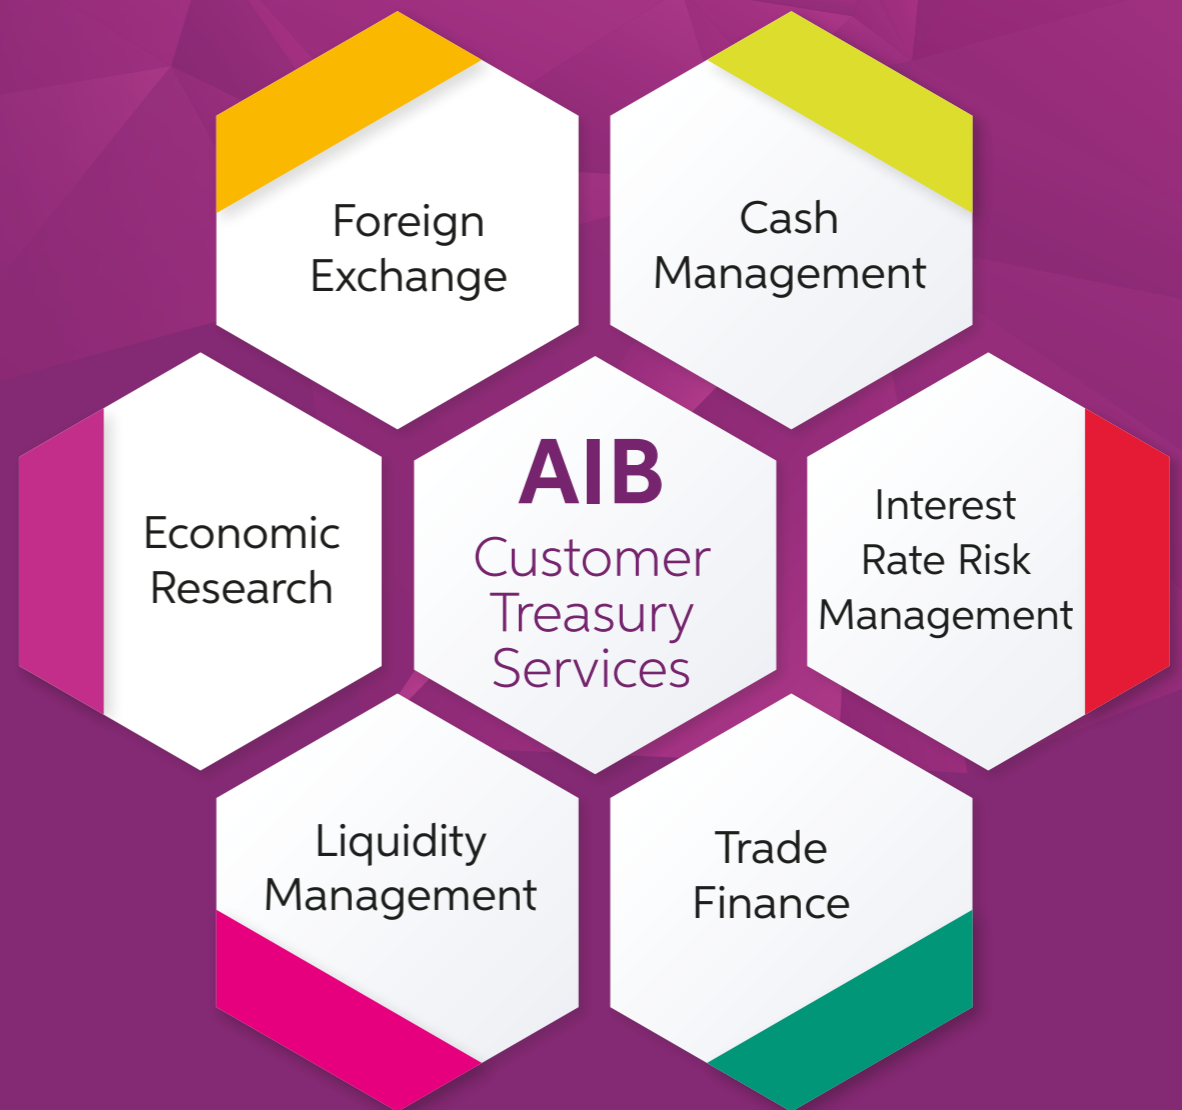 Foreign
Exchange
Cash
Management
Economic
Research
AIB
Customer
Treasury
Services
Interest
Rate Risk
Management
Liquidity
Management
Trade
Finance